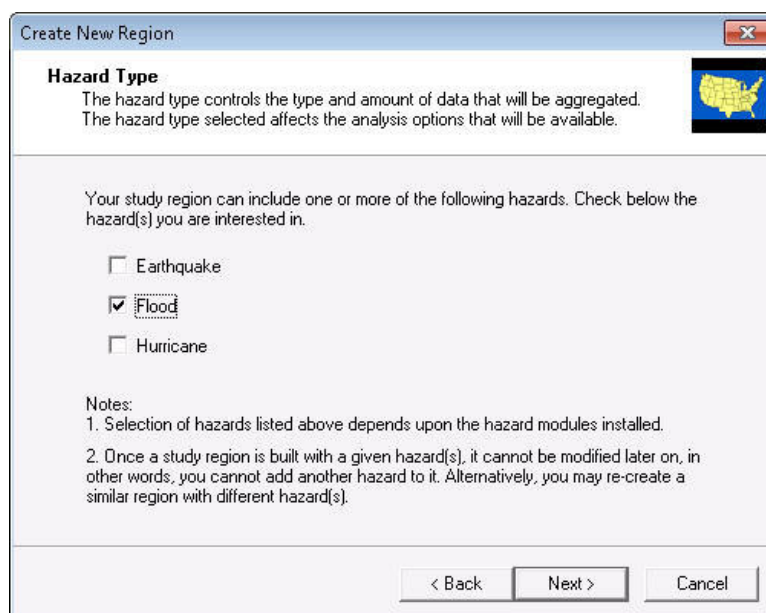 Create New Region
Hazard Type
The hazard type controls the type and amount of data that will be aggregated.
The hazard type selected affects the analysis options that will be available.
Your study region can include one or more of the following hazards. Check below the
hazard(s) you are interested in.
Earthquake
Flood
Hurricane
Notes:
1. Selection of hazards listed above depends upon the hazard modules installed.
2. Once a study region is built with a given hazard(s), it cannot be modified later on, in
other words, you cannot add another hazard to it. Alternatively, you may re-create a
similar region with different hazard(s).
< Back Next > Cancel